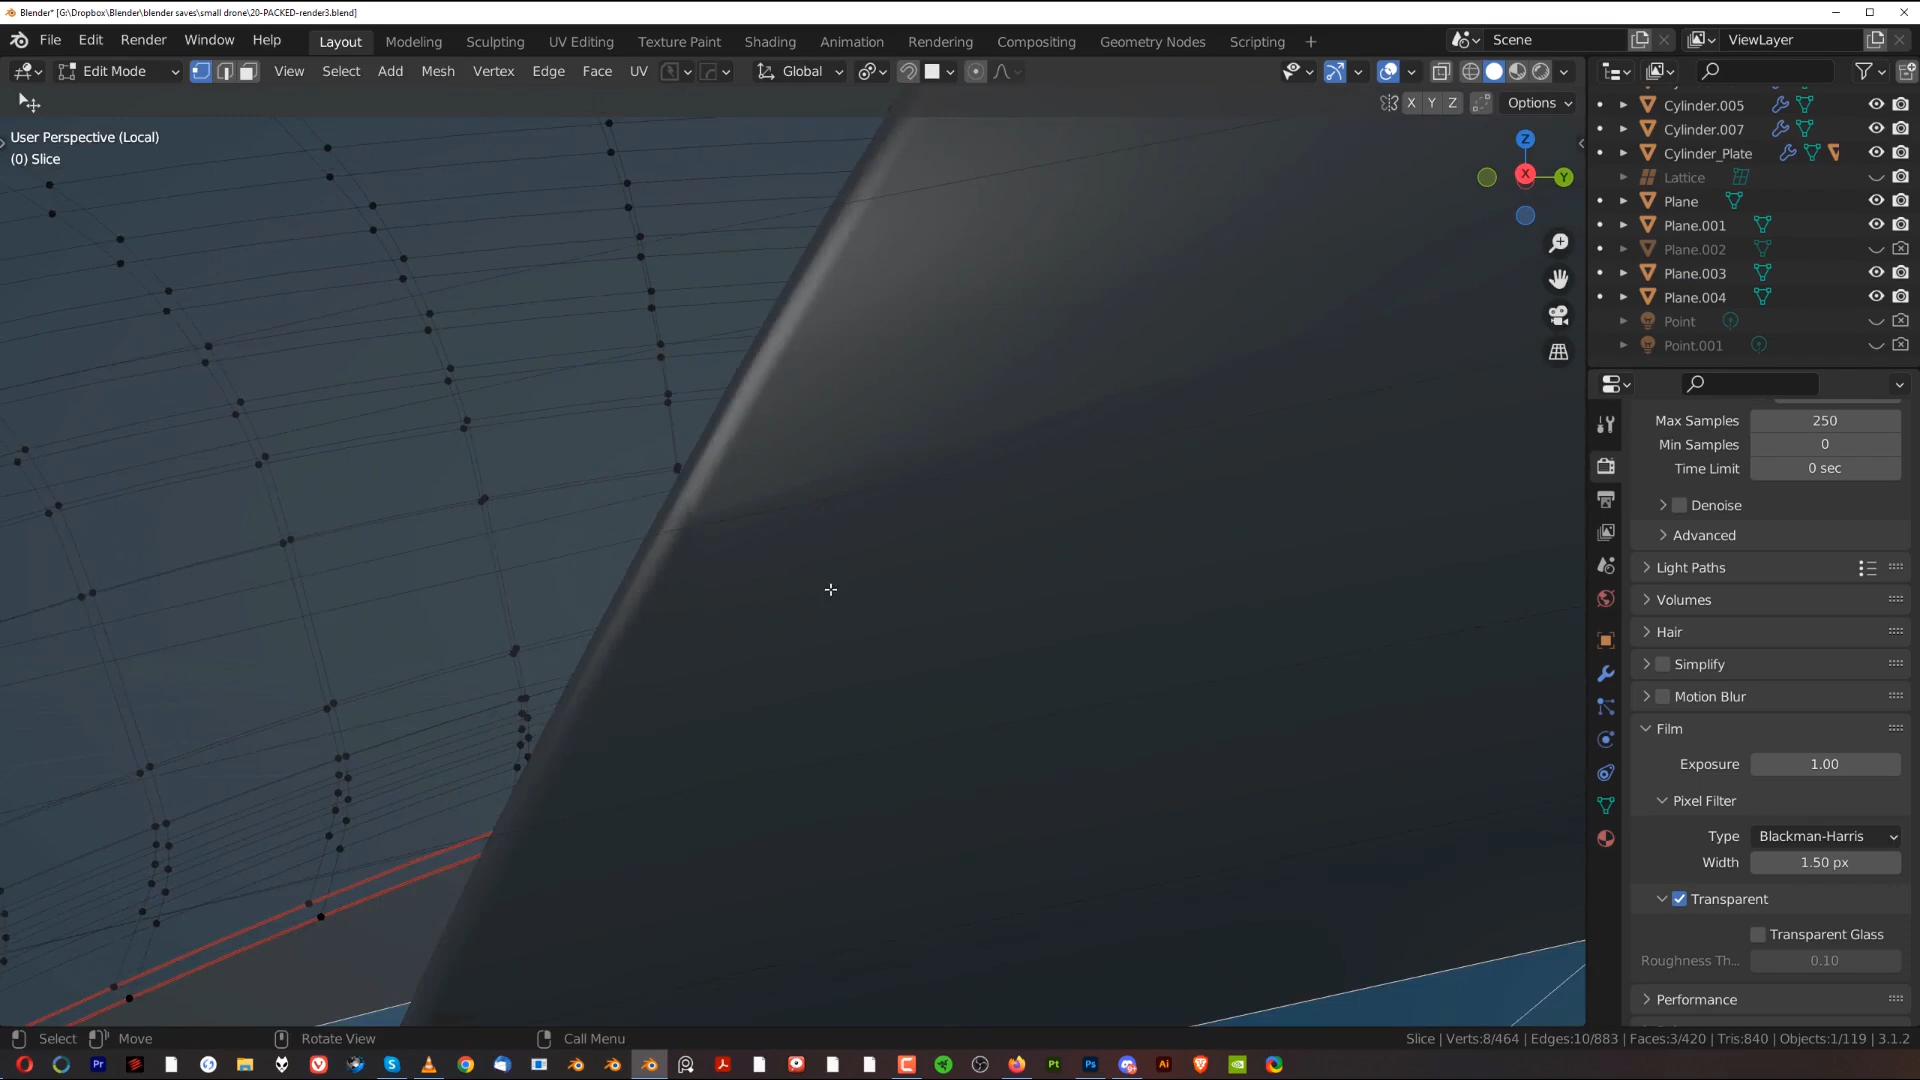 Blender* [G:\Dropbox\Blender\blender saves\small drone\20-PACKED-render3.blend]
File Edit Render Window Help Layout Modeling Sculpting UV Editing Texture Paint Shading Animation Rendering Compositing Geometry Nodes Scripting + Scene ViewLayer
Edit Mode View Select Add Mesh Vertex Edge Face UV Global
X Y Z Options
User Perspective (Local)
(0) Slice
Z
X
Y
Cylinder.005
Cylinder.007
Cylinder_Plate
Lattice
Plane
Plane.001
Plane.002
Plane.003
Plane.004
Point
Point.001
Max Samples 250
Min Samples 0
Time Limit 0 sec
Denoise
Advanced
Light Paths
Volumes
Hair
Simplify
Motion Blur
Film
Exposure 1.00
Pixel Filter
Type Blackman-Harris
Width 1.50 px
Transparent
Transparent Glass
Roughness Th... 0.10
Performance
Select Move Rotate View Call Menu Slice | Verts:8/464 | Edges:10/883 | Faces:3/420 | Tris:840 | Objects:1/119 | 3.1.2
Pr S Pt Ps Ai